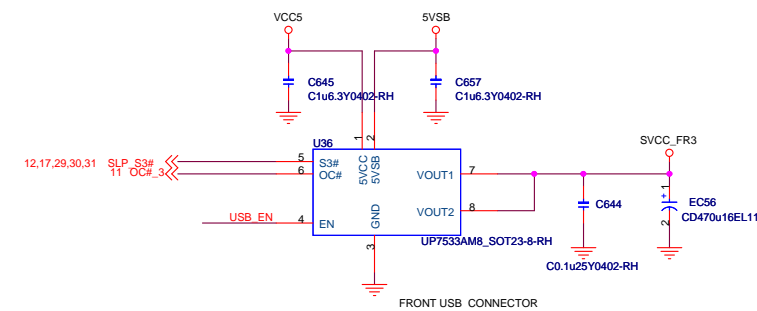 VCC5
5VSB
C645
C1u6.3Y0402-RH
C657
C1u6.3Y0402-RH
U36
1
2
SVCC_FR3
12,17,29,30,31 SLP_S3#
5
S3#
11 OC#_3
6
OC#
5VCC
5VSB
VOUT1
7
1
+
EC56
CD470u16EL11
2
C644
C0.1u25Y0402-RH
USB_EN
4
EN
GND
VOUT2
8
3
UP7533AM8_SOT23-8-RH
FRONT USB CONNECTOR